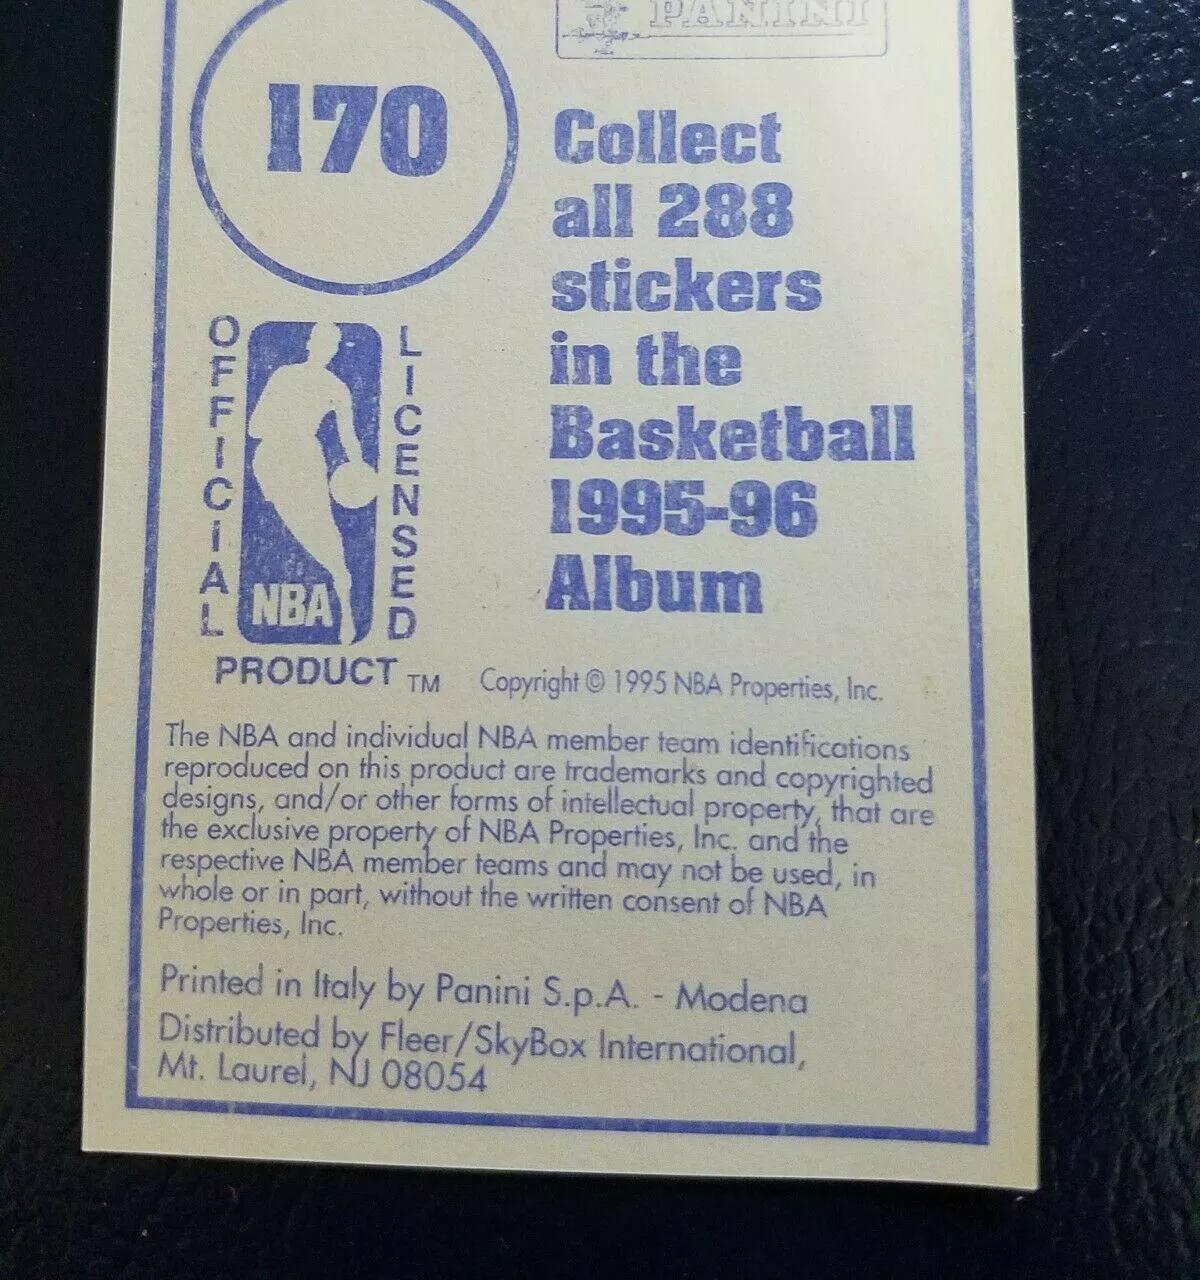 PANINI
170
Collect
all 288
stickers
in the
Basketball
1995-96
Album
OFFICIAL
LICENSED
NBA
PRODUCT TM
Copyright © 1995 NBA Properties, Inc.
The NBA and individual NBA member team identifications
reproduced on this product are trademarks and copyrighted
designs, and/or other forms of intellectual property, that are
the exclusive property of NBA Properties, Inc. and the
respective NBA member teams and may not be used, in
whole or in part, without the written consent of NBA
Properties, Inc.
Printed in Italy by Panini S.p.A. - Modena
Distributed by Fleer/SkyBox International,
Mt. Laurel, NJ 08054